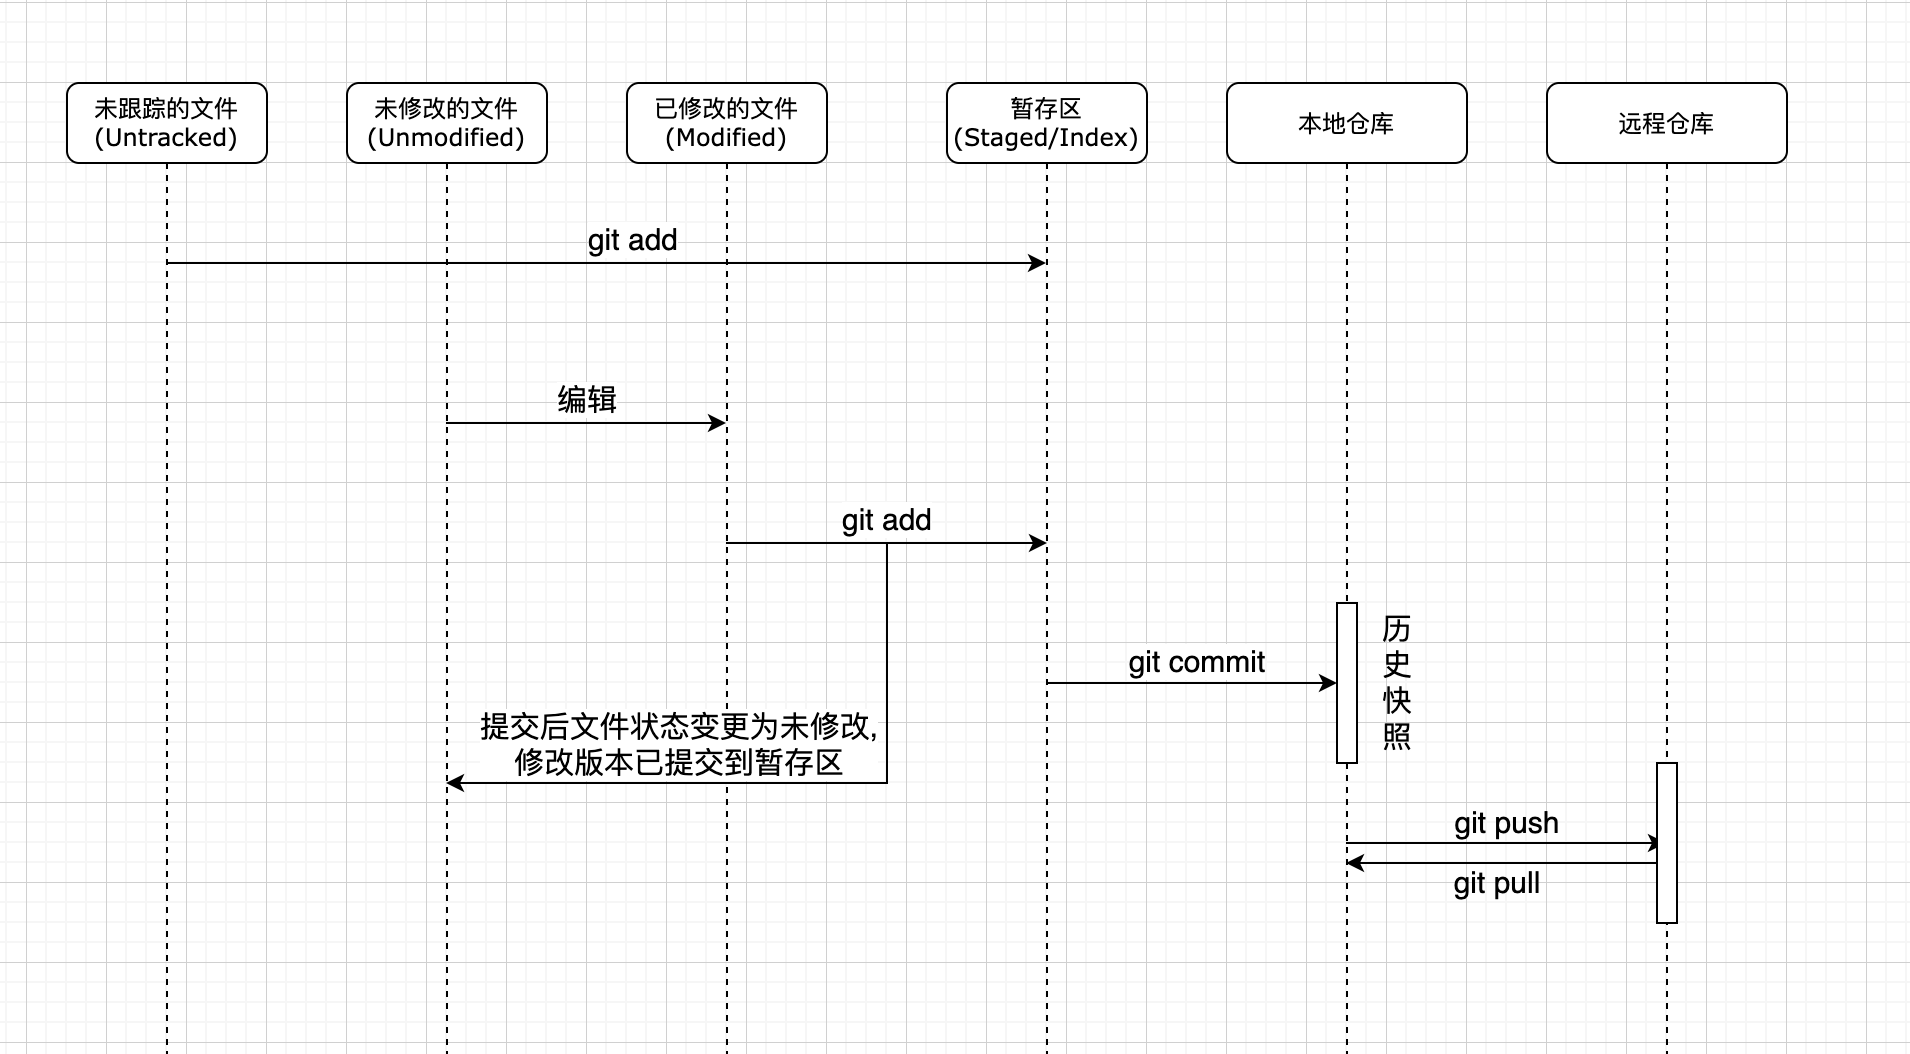 未跟踪的文件
(Untracked)
未修改的文件
(Unmodified)
已修改的文件
(Modified)
暂存区
(Staged/Index)
本地仓库
远程仓库
git add
编辑
git add
历
史
快
照
git commit
提交后文件状态变更为未修改,
修改版本已提交到暂存区
git push
git pull